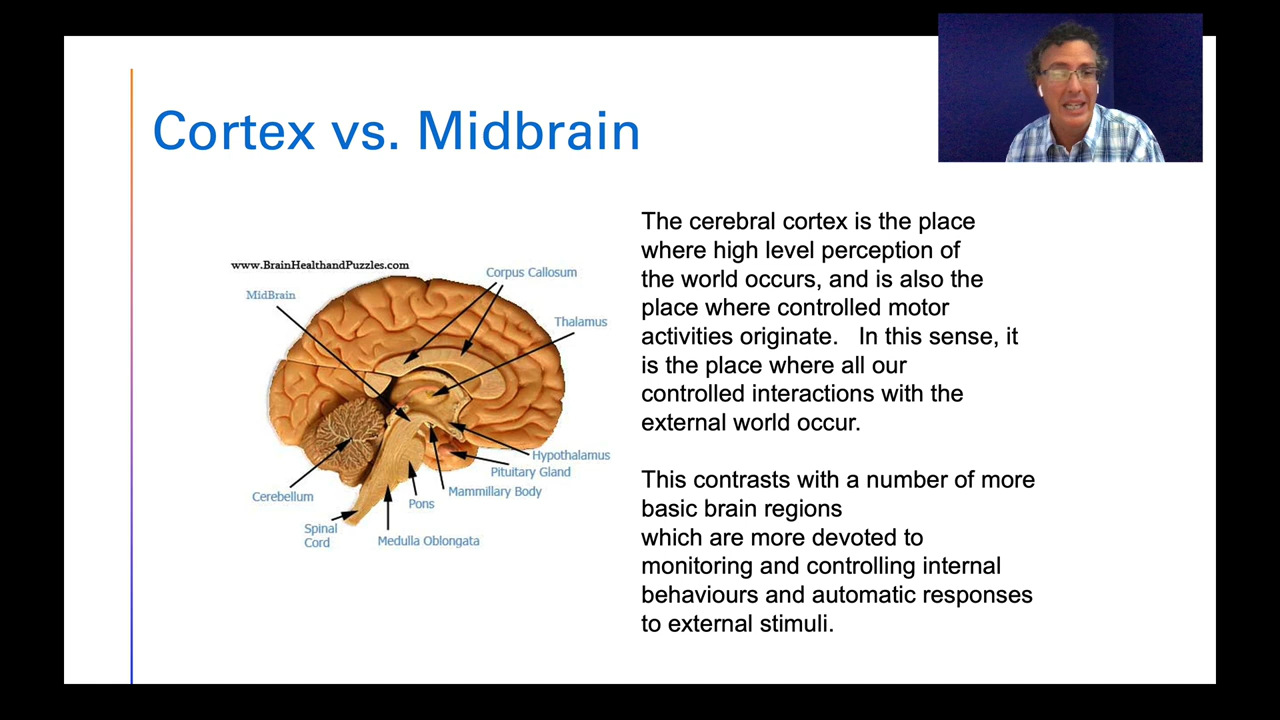 Cortex vs. Midbrain
www.BrainHealthandPuzzles.com
Corpus Callosum
MidBrain
Thalamus
Hypothalamus
Pituitary Gland
Mammillary Body
Cerebellum
Pons
Spinal
Cord
Medulla Oblongata
The cerebral cortex is the place
where high level perception of
the world occurs, and is also the
place where controlled motor
activities originate.   In this sense, it
is the place where all our
controlled interactions with the
external world occur.
This contrasts with a number of more
basic brain regions
which are more devoted to
monitoring and controlling internal
behaviours and automatic responses
to external stimuli.